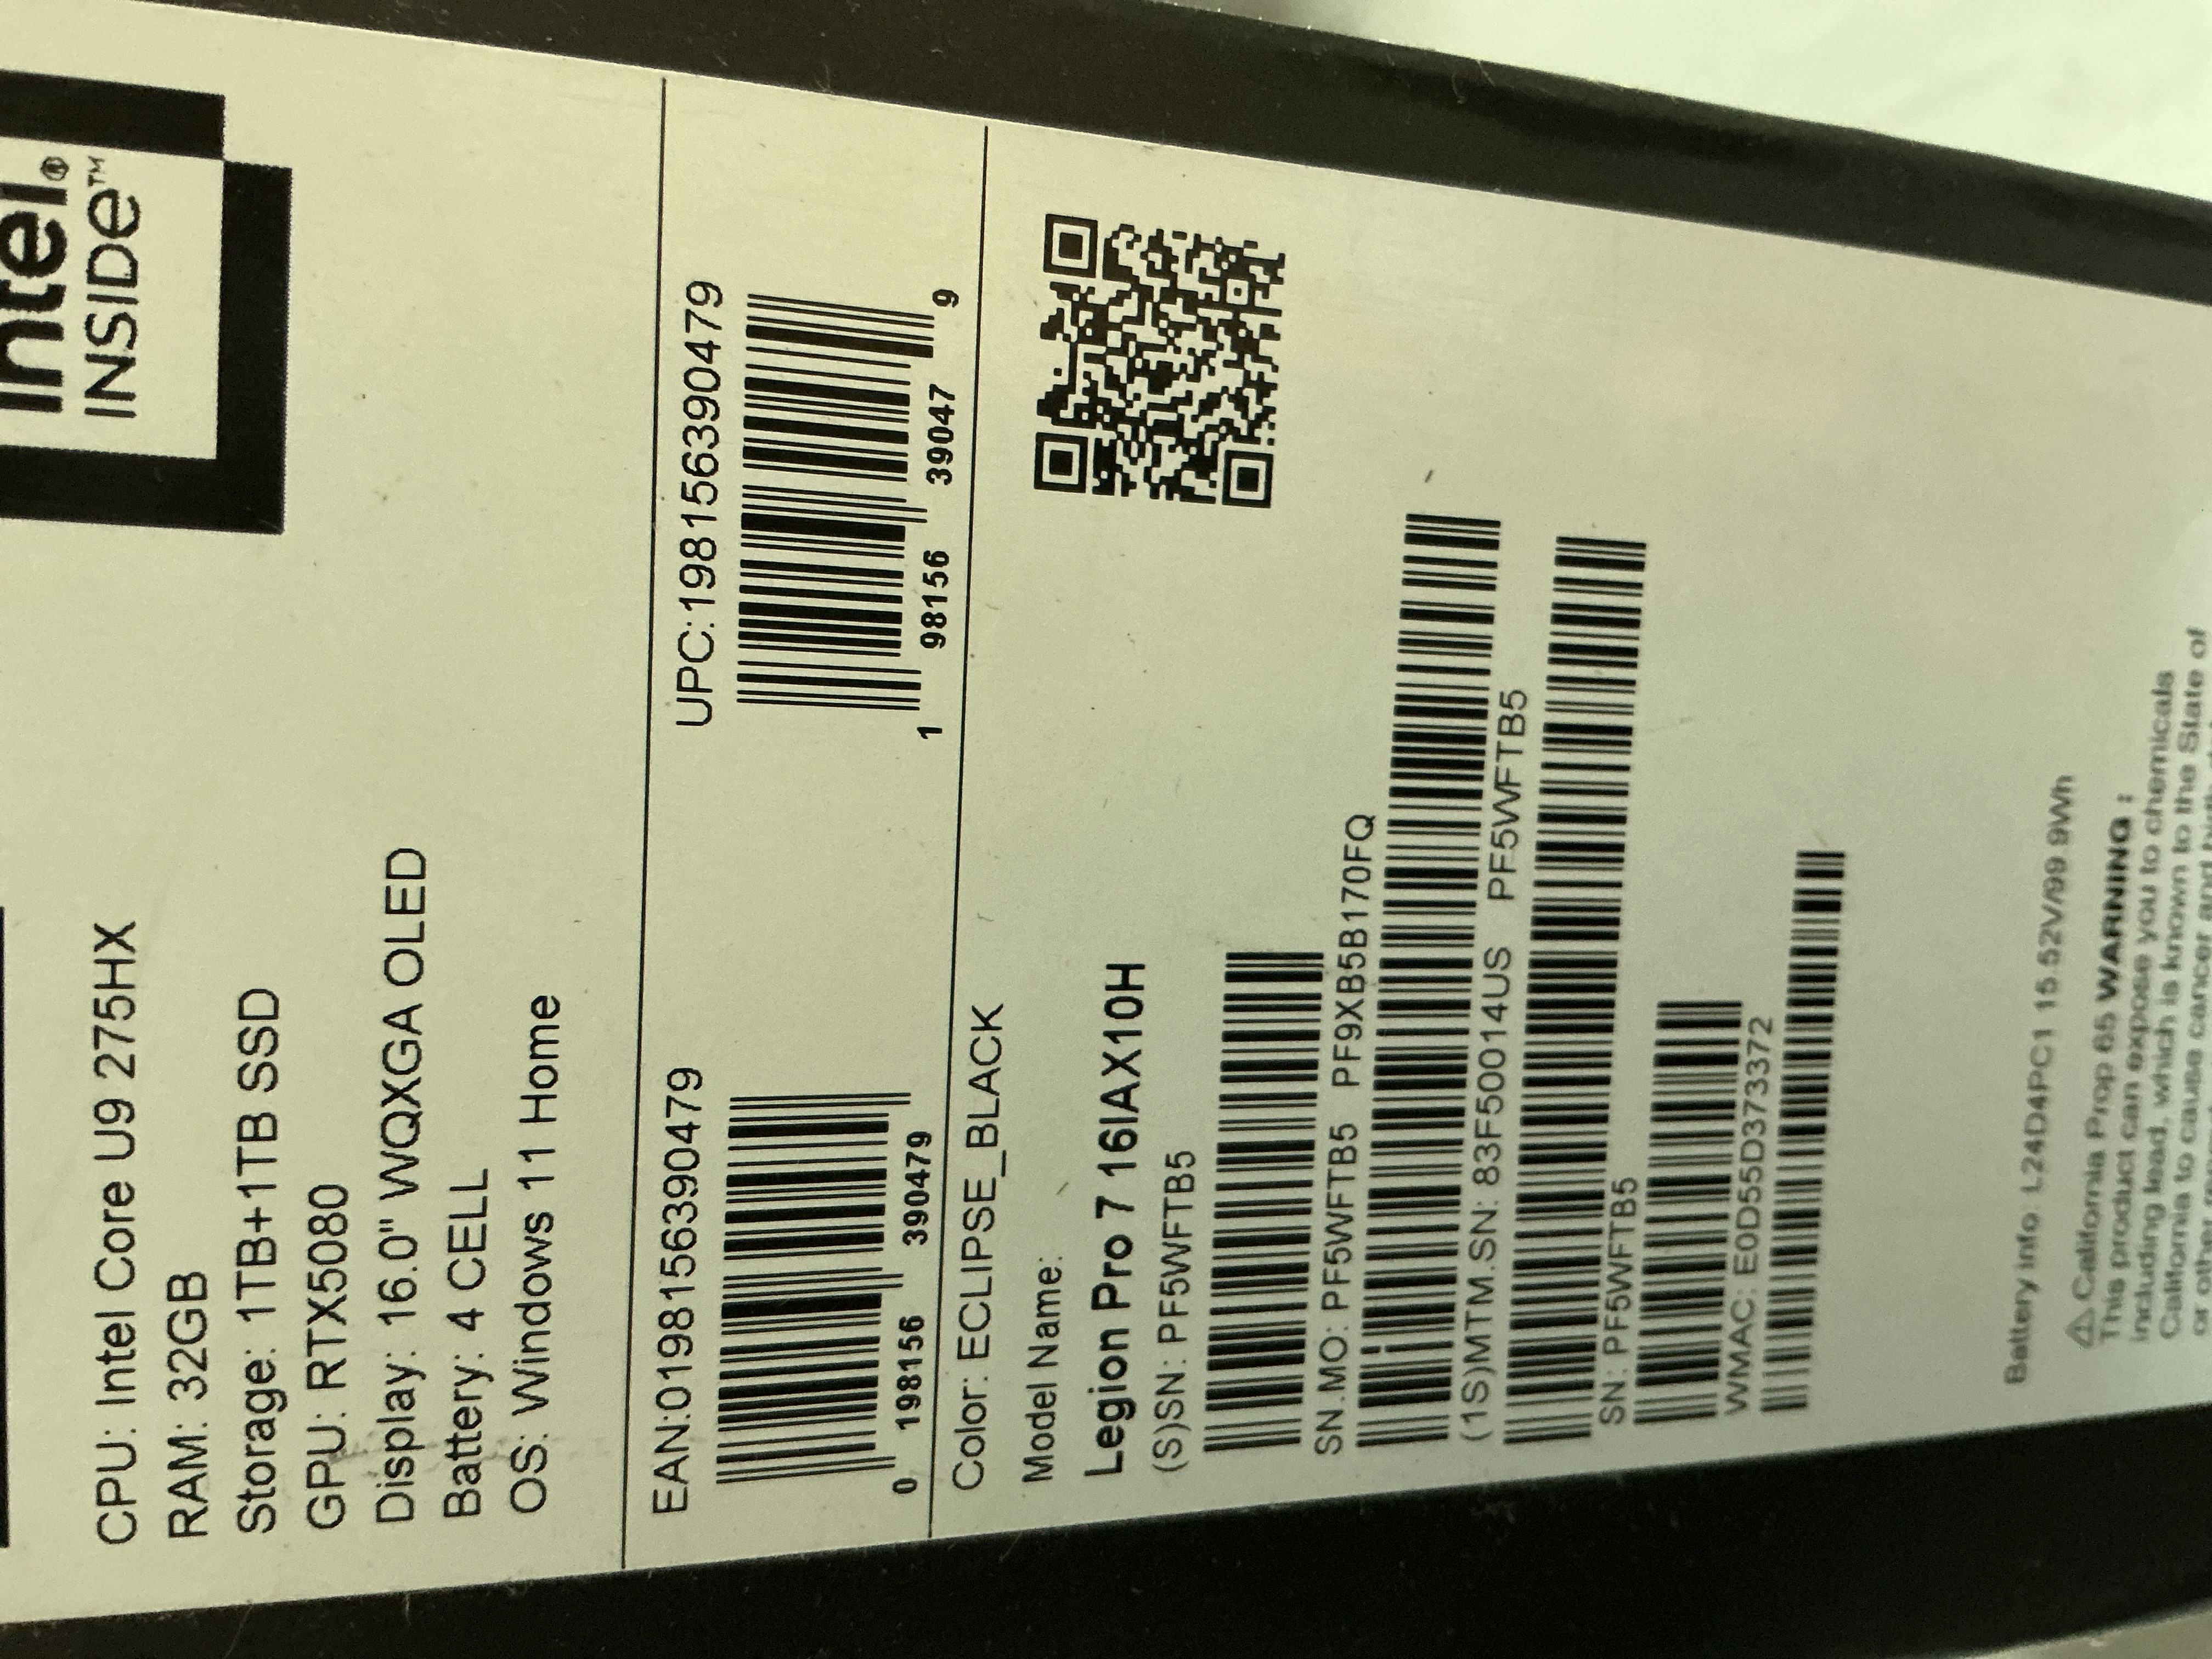 intel®
INSIDE™
CPU: Intel Core U9 275HX
RAM: 32GB
Storage: 1TB+1TB SSD
GPU: RTX5080
Display: 16.0" WQXGA OLED
Battery: 4 CELL
OS: Windows 11 Home
EAN:0198156390479
0 198156 390479
UPC:198156390479
1 98156 39047 9
Color: ECLIPSE_BLACK
Model Name:
Legion Pro 7 16IAX10H
(S)SN: PF5WFTB5
SN.MO: PF5WFTB5 PF9XB5B170FQ
(1S)MTM.SN: 83F50014US PF5WFTB5
SN: PF5WFTB5
WMAC: E0D55D373372
Battery info: L24D4PC1 15.52V/99.9Wh
⚠California Prop 65 WARNING :
This product can expose you to chemicals
including lead, which is known to the State of
California to cause cancer and birth
or other